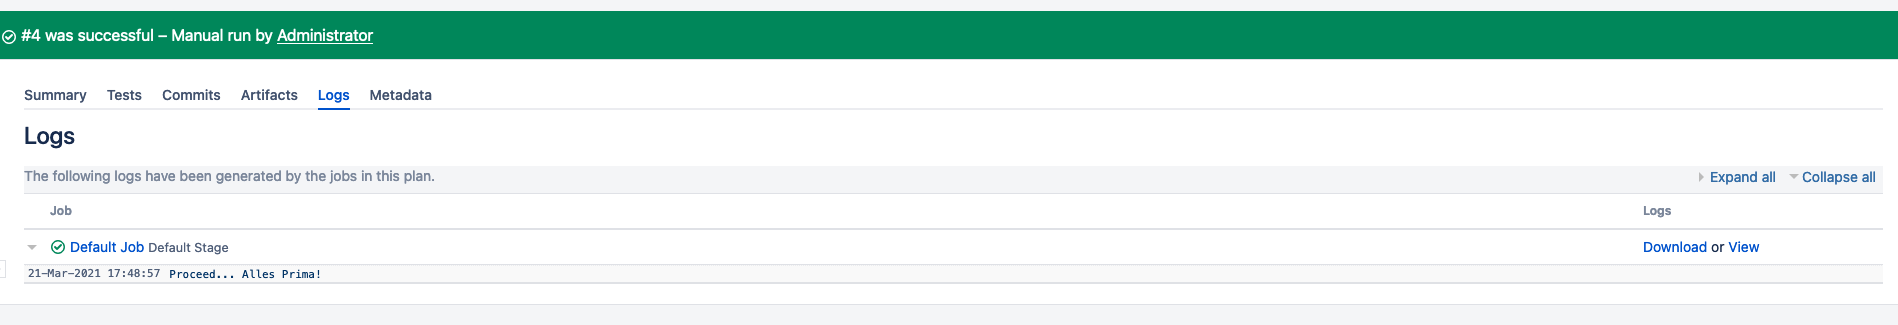 #4 was successful – Manual run by Administrator
Summary Tests Commits Artifacts Logs Metadata
Logs
The following logs have been generated by the jobs in this plan. Expand all Collapse all
Job Logs
Default Job Default Stage Download or View
21-Mar-2021 17:48:57 Proceed... Alles Prima!